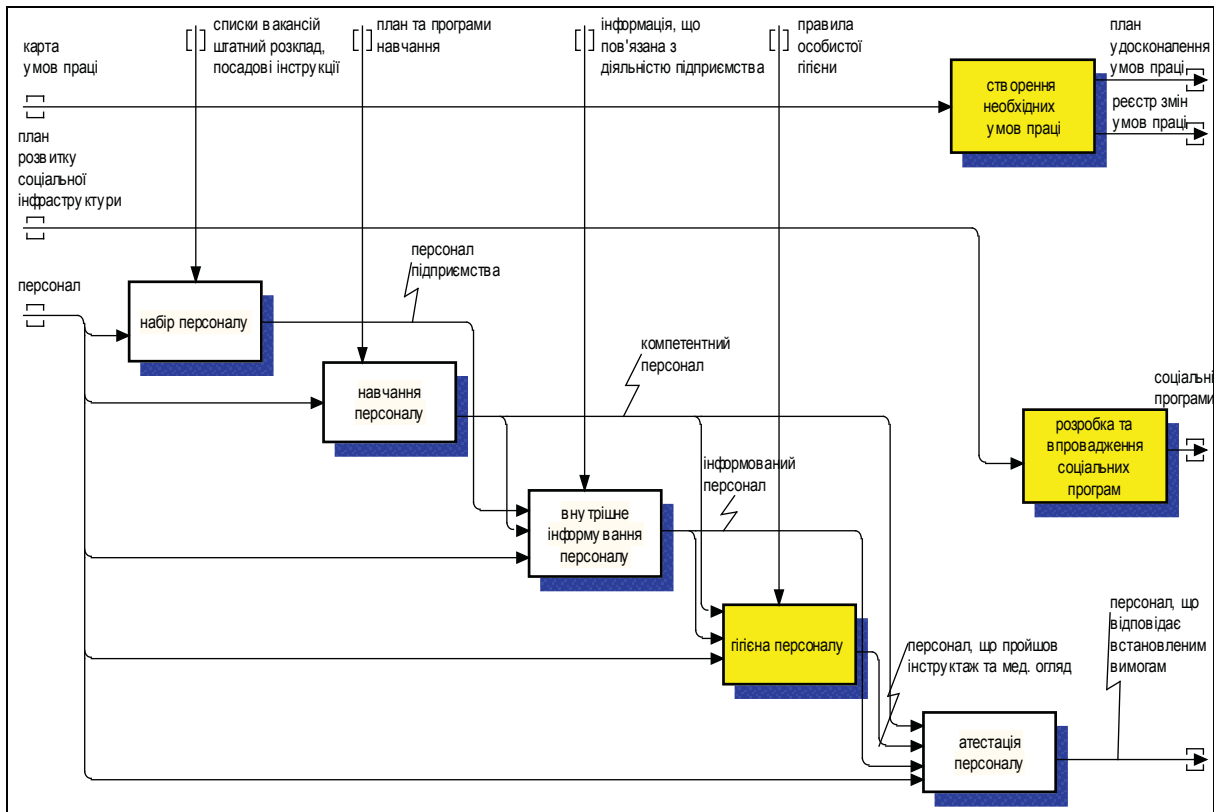 карта
умов праці
списки вакансій
штатний розклад,
посадові інструкції
план та програми
навчання
інформація, що
пов'язана з
діяльністю підприємства
правила
особистої
гігієни
план
удосконалення
умов праці
створення
необхідних
умов праці
реєстр змін
умов праці
план
розвитку
соціальної
інфраструктури
персонал
підприємства
персонал
набір персоналу
компетентний
персонал
навчання
персоналу
соціальні
програми
розробка та
впровадження
соціальних
програм
інформований
персонал
внутрішнє
інформування
персоналу
гігієна персоналу
персонал, що пройшов
інструктаж та мед. огляд
персонал, що
відповідає
встановленим
вимогам
атестація
персоналу